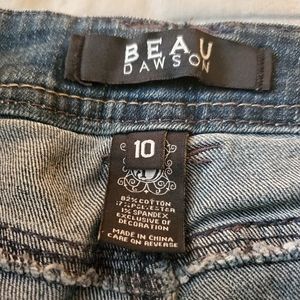 BEAU
DAWSON
10
82% COTTON
17% POLYESTER
1% SPANDEX
EXCLUSIVE OF
DECORATION
MADE IN CHINA
CARE ON REVERSE